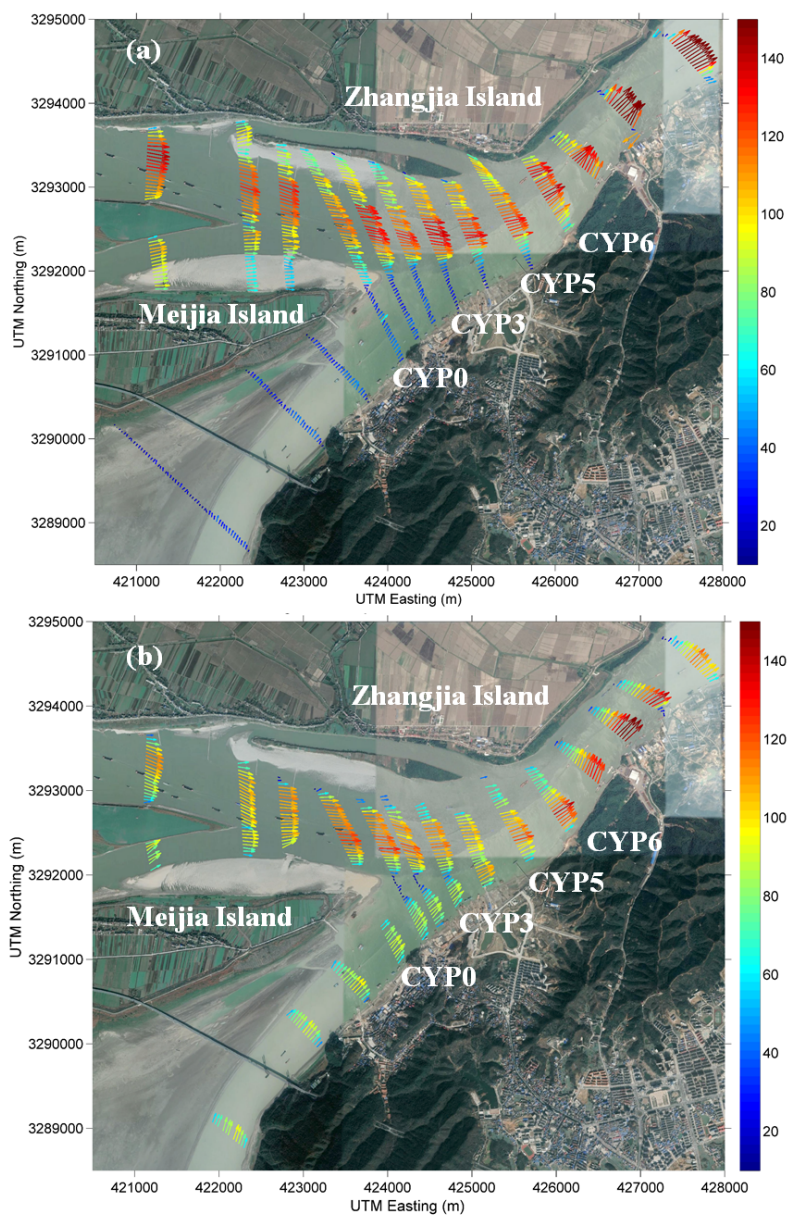 3295000
(a)
140
Zhangjia Island
3294000
120
3293000
100
CYP6
3292000
CYP5
80
Meijia Island
CYP3
UTM Northing (m)
3291000
60
CYP0
3290000
40
3289000
20
421000 422000 423000 424000 425000 426000 427000 428000
UTM Easting (m)
3295000
(b)
140
Zhangjia Island
3294000
120
3293000
100
CYP6
3292000
CYP5
80
Meijia Island
CYP3
UTM Northing (m)
3291000
60
CYP0
3290000
40
3289000
20
421000 422000 423000 424000 425000 426000 427000 428000
UTM Easting (m)